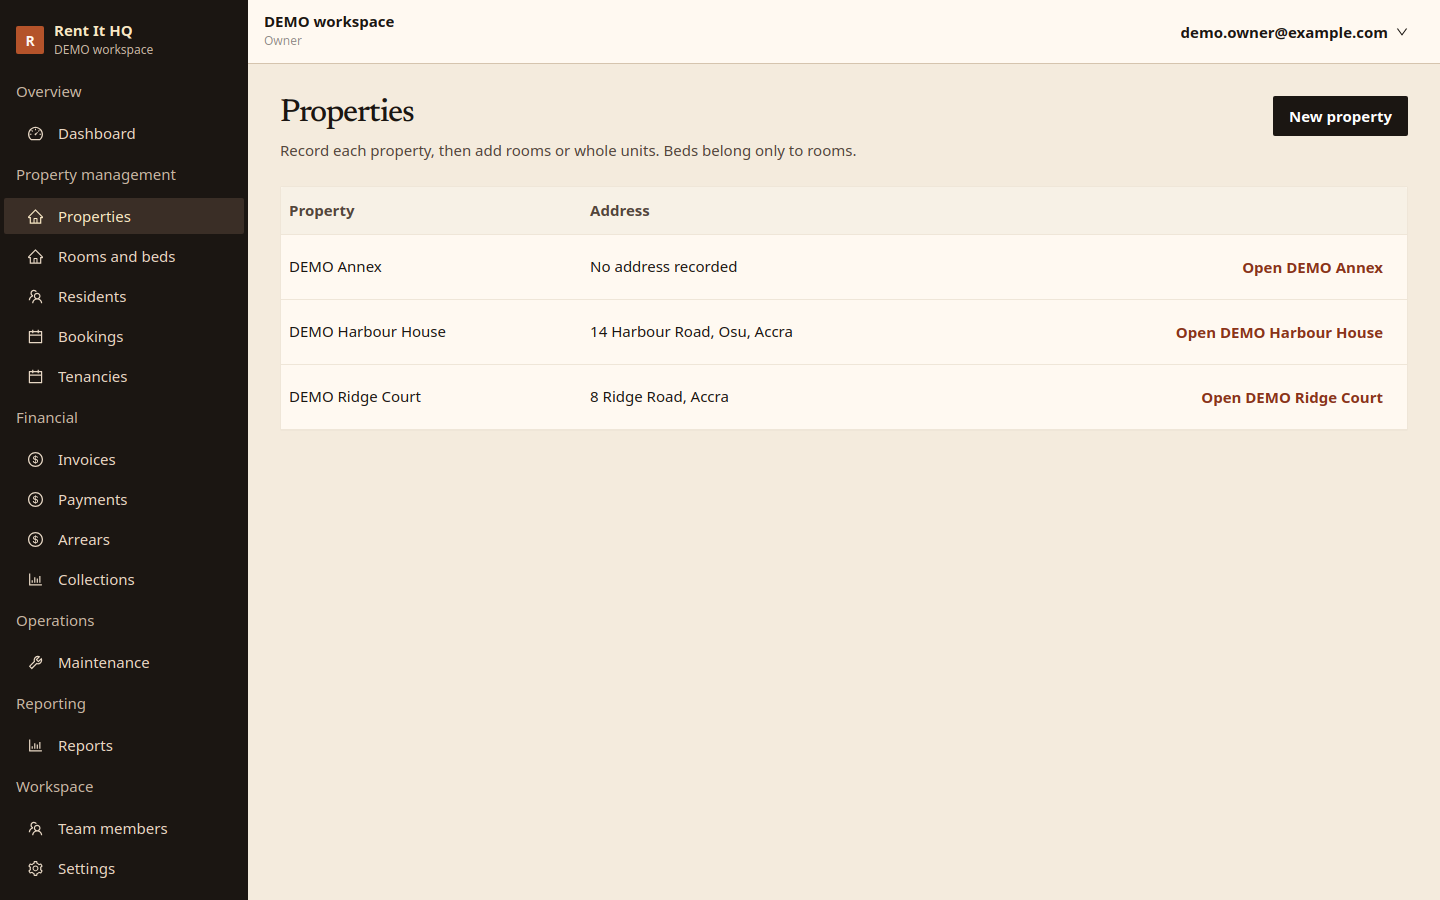 R
Rent It HQ
DEMO workspace
Overview
Dashboard
Property management
Properties
Rooms and beds
Residents
Bookings
Tenancies
Financial
Invoices
Payments
Arrears
Collections
Operations
Maintenance
Reporting
Reports
Workspace
Team members
Settings
DEMO workspace
Owner
demo.owner@example.com
Properties
New property
Record each property, then add rooms or whole units. Beds belong only to rooms.
Property Address
DEMO Annex No address recorded Open DEMO Annex
DEMO Harbour House 14 Harbour Road, Osu, Accra Open DEMO Harbour House
DEMO Ridge Court 8 Ridge Road, Accra Open DEMO Ridge Court